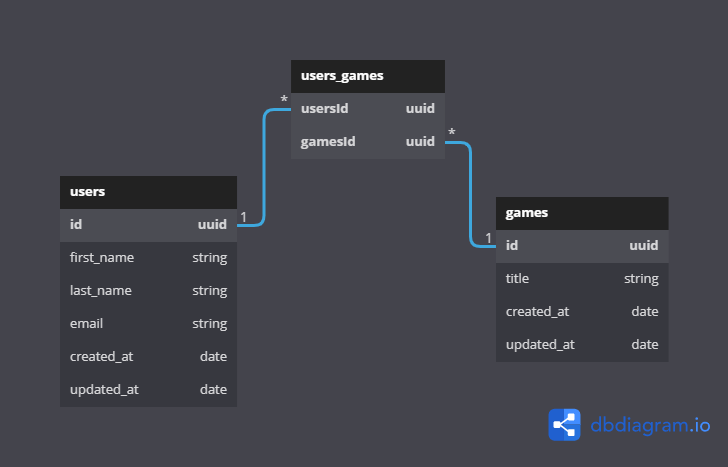 users_games
* usersId uuid
gamesId uuid *
users
id uuid 1
first_name string
last_name string
email string
created_at date
updated_at date
games
1 id uuid
title string
created_at date
updated_at date
dbdiagram.io